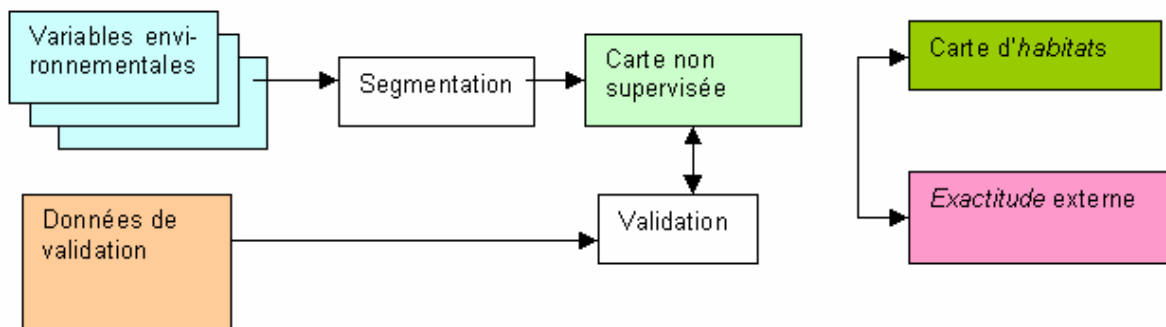 Variables envi-
ronnementales
Segmentation
Carte non
supervisée
Carte d'habitats
Données de
validation
Validation
Exactitude externe